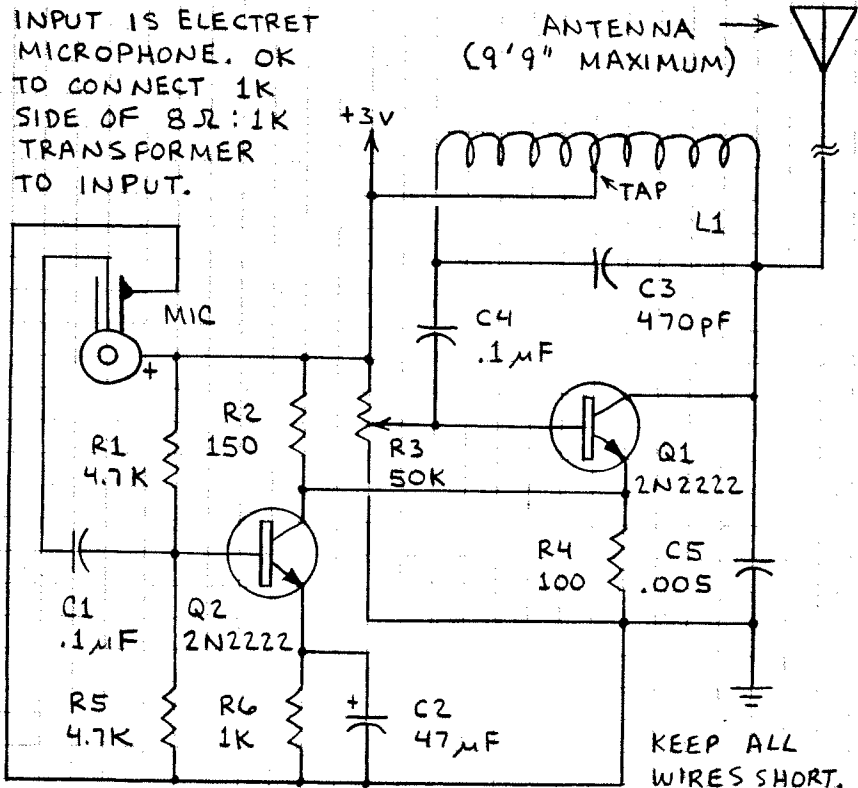 INPUT IS ELECTRET
MICROPHONE. OK
TO CONNECT 1K
SIDE OF 8Ω:1K
TRANSFORMER
TO INPUT.
ANTENNA
(9'9" MAXIMUM)
+3V
TAP
L1
C3
470pF
MIC
+
C4
.1μF
R1
4.7K
R2
150
R3
50K
Q1
2N2222
C1
.1μF
Q2
2N2222
R4
100
C5
.005
R5
4.7K
R6
1K
+
C2
47μF
KEEP ALL
WIRES SHORT.